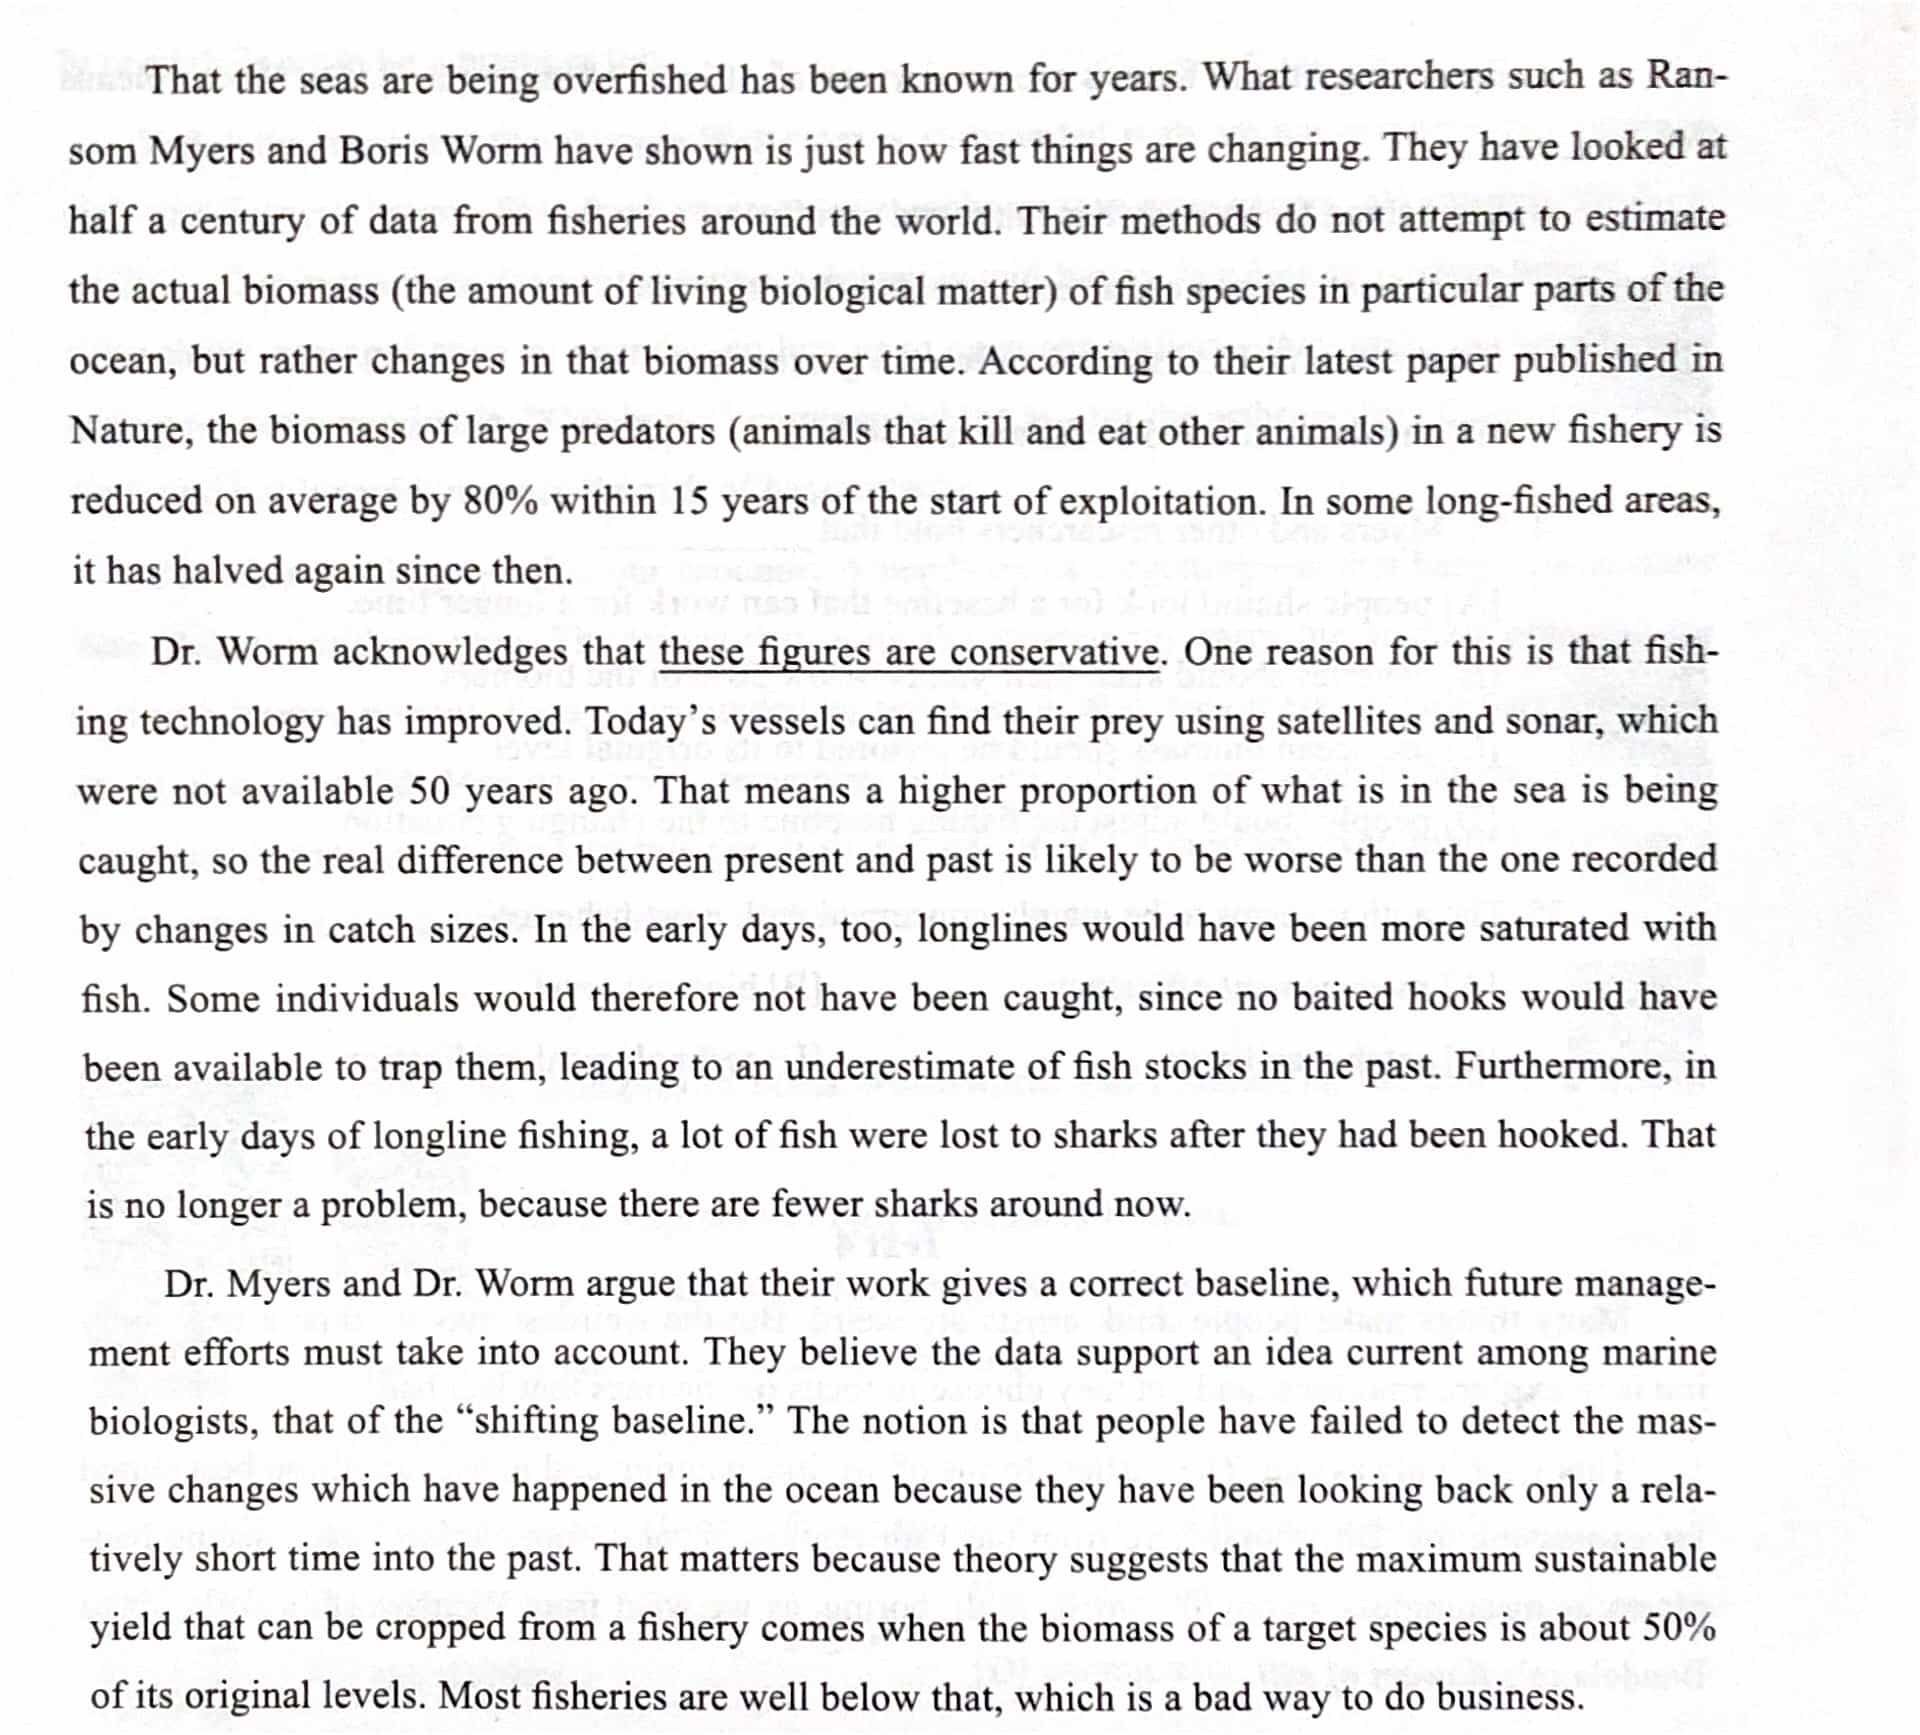 That the seas are being overfished has been known for years. What researchers such as Ran-
som Myers and Boris Worm have shown is just how fast things are changing. They have looked at
half a century of data from fisheries around the world. Their methods do not attempt to estimate
the actual biomass (the amount of living biological matter) of fish species in particular parts of the
ocean, but rather changes in that biomass over time. According to their latest paper published in
Nature, the biomass of large predators (animals that kill and eat other animals) in a new fishery is
reduced on average by 80% within 15 years of the start of exploitation. In some long-fished areas,
it has halved again since then.
Dr. Worm acknowledges that these figures are conservative. One reason for this is that fish-
ing technology has improved. Today's vessels can find their prey using satellites and sonar, which
were not available 50 years ago. That means a higher proportion of what is in the sea is being
caught, so the real difference between present and past is likely to be worse than the one recorded
by changes in catch sizes. In the early days, too, longlines would have been more saturated with
fish. Some individuals would therefore not have been caught, since no baited hooks would have
been available to trap them, leading to an underestimate of fish stocks in the past. Furthermore, in
the early days of longline fishing, a lot of fish were lost to sharks after they had been hooked. That
is no longer a problem, because there are fewer sharks around now.
Dr. Myers and Dr. Worm argue that their work gives a correct baseline, which future manage-
ment efforts must take into account. They believe the data support an idea current among marine
biologists, that of the “shifting baseline.” The notion is that people have failed to detect the mas-
sive changes which have happened in the ocean because they have been looking back only a rela-
tively short time into the past. That matters because theory suggests that the maximum sustainable
yield that can be cropped from a fishery comes when the biomass of a target species is about 50%
of its original levels. Most fisheries are well below that, which is a bad way to do business.